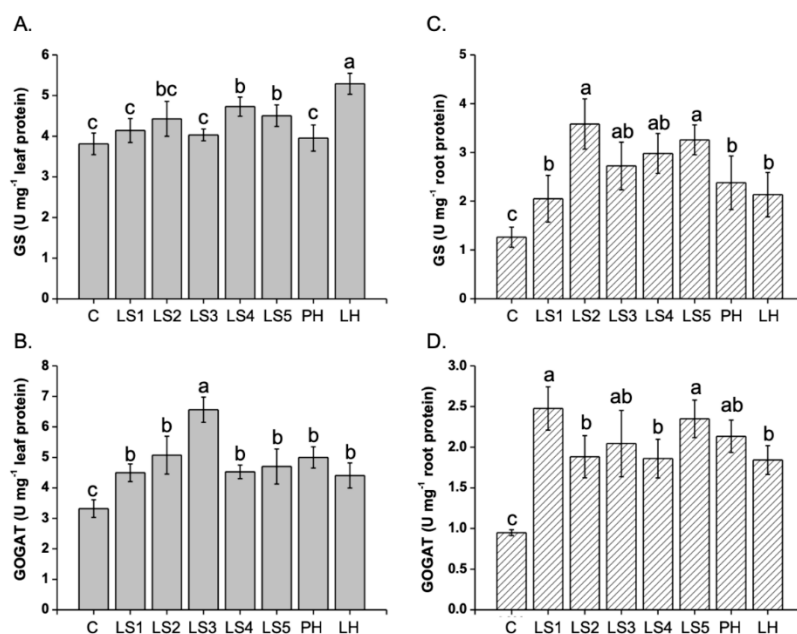 A.
GS (U mg⁻¹ leaf protein)
6
5
4
3
2
1
0
c
c
bc
c
b
b
c
a
C LS1 LS2 LS3 LS4 LS5 PH LH
B.
GOGAT (U mg⁻¹ leaf protein)
8
7
6
5
4
3
2
1
0
c
b
b
a
b
b
b
b
C LS1 LS2 LS3 LS4 LS5 PH LH
C.
GS (U mg⁻¹ root protein)
5
4
3
2
1
0
c
b
a
ab
ab
a
b
b
C LS1 LS2 LS3 LS4 LS5 PH LH
D.
GOGAT (U mg⁻¹ root protein)
3.0
2.5
2.0
1.5
1.0
0.5
0.0
c
a
b
ab
b
a
ab
b
C LS1 LS2 LS3 LS4 LS5 PH LH